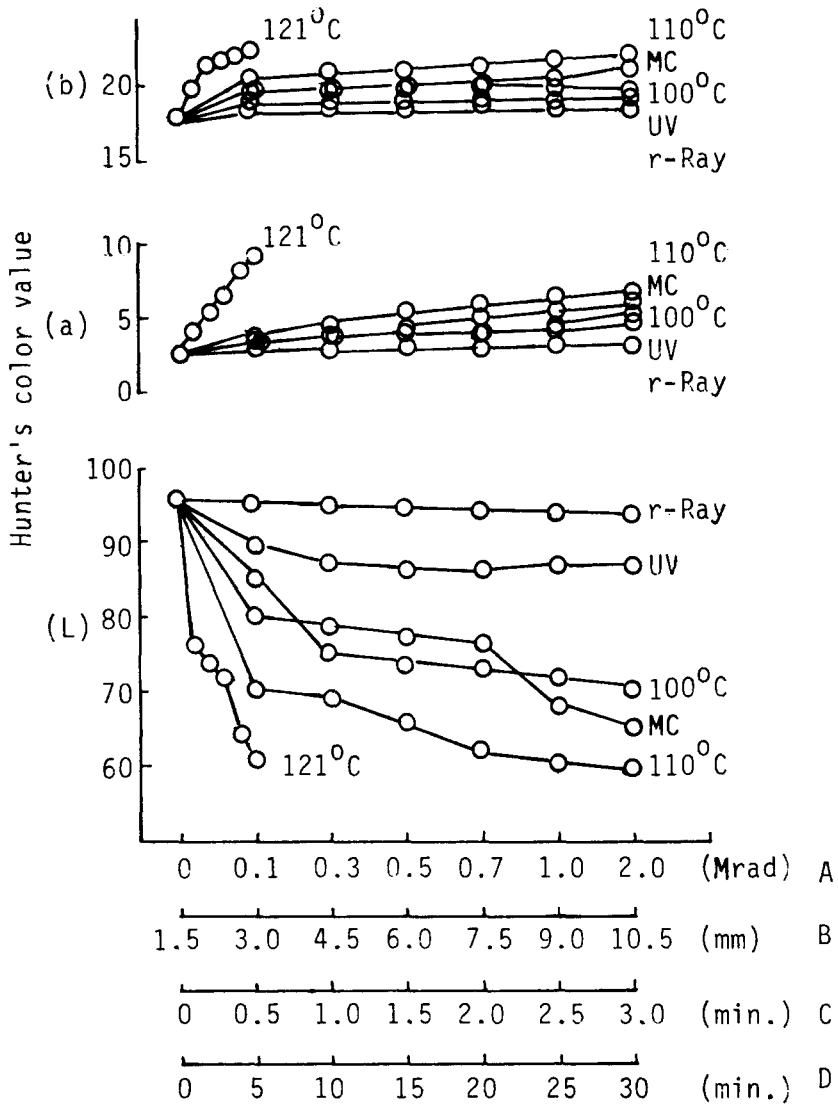 Hunter's color value
(b)
20
15
121°C
110°C
MC
100°C
UV
r-Ray
(a)
10
5
0
121°C
110°C
MC
100°C
UV
r-Ray
(L)
100
90
80
70
60
r-Ray
UV
100°C
MC
110°C
121°C
0 0.1 0.3 0.5 0.7 1.0 2.0 (Mrad) A
1.5 3.0 4.5 6.0 7.5 9.0 10.5 (mm) B
0 0.5 1.0 1.5 2.0 2.5 3.0 (min.) C
0 5 10 15 20 25 30 (min.) D